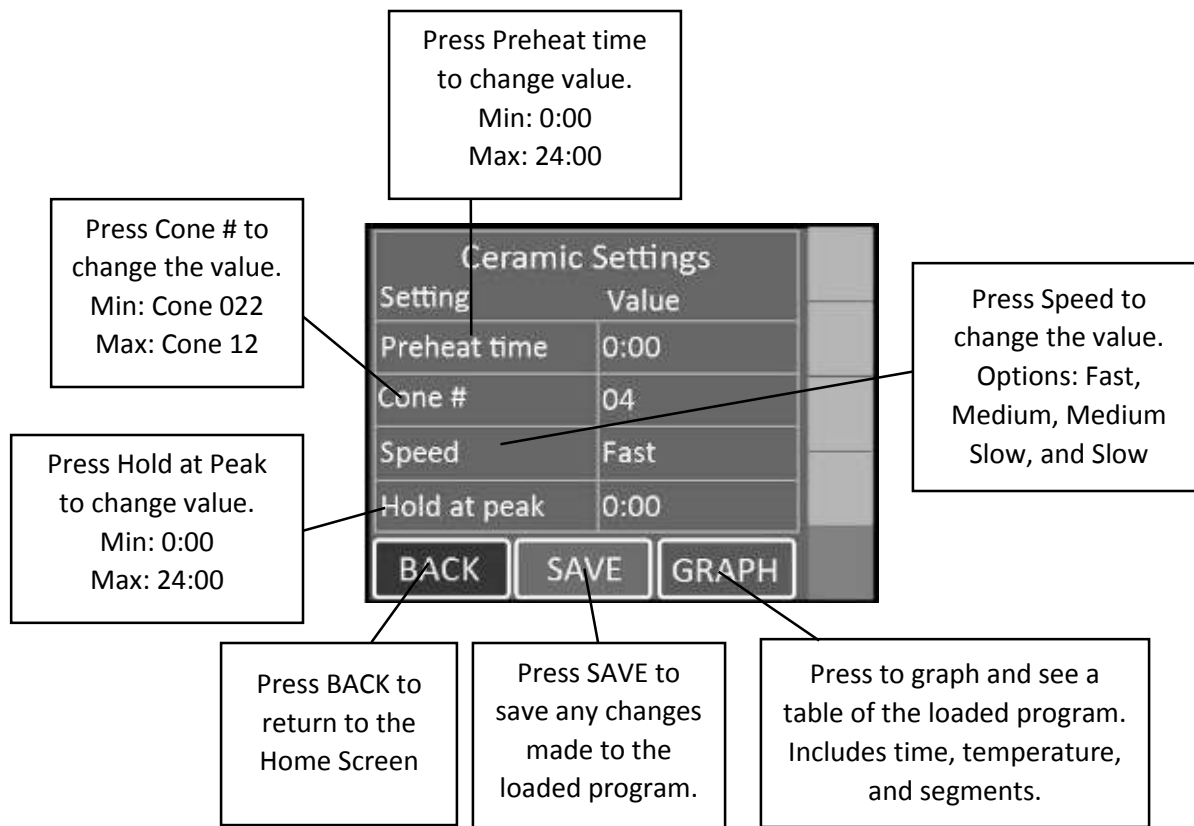 Press Preheat time
to change value.
Min: 0:00
Max: 24:00
Press Cone # to
change the value.
Min: Cone 022
Max: Cone 12
Press Hold at Peak
to change value.
Min: 0:00
Max: 24:00
Ceramic Settings
Setting Value
Preheat time 0:00
Cone # 04
Speed Fast
Hold at peak 0:00
BACK SAVE GRAPH
Press Speed to
change the value.
Options: Fast,
Medium, Medium
Slow, and Slow
Press BACK to
return to the
Home Screen
Press SAVE to
save any changes
made to the
loaded program.
Press to graph and see a
table of the loaded program.
Includes time, temperature,
and segments.